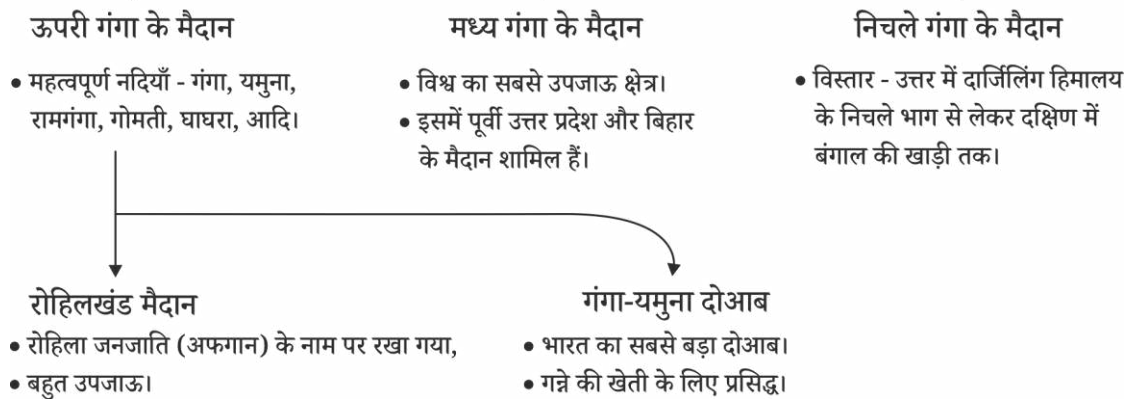 ऊपरी गंगा के मैदान
• महत्वपूर्ण नदियाँ - गंगा, यमुना,
रामगंगा, गोमती, घाघरा, आदि।
मध्य गंगा के मैदान
• विश्व का सबसे उपजाऊ क्षेत्र।
• इसमें पूर्वी उत्तर प्रदेश और बिहार
के मैदान शामिल हैं।
निचले गंगा के मैदान
• विस्तार - उत्तर में दार्जिलिंग हिमालय
के निचले भाग से लेकर दक्षिण में
बंगाल की खाड़ी तक।
रोहिलखंड मैदान
• रोहिला जनजाति (अफगान) के नाम पर रखा गया,
• बहुत उपजाऊ।
गंगा-यमुना दोआब
• भारत का सबसे बड़ा दोआब।
• गन्ने की खेती के लिए प्रसिद्ध।